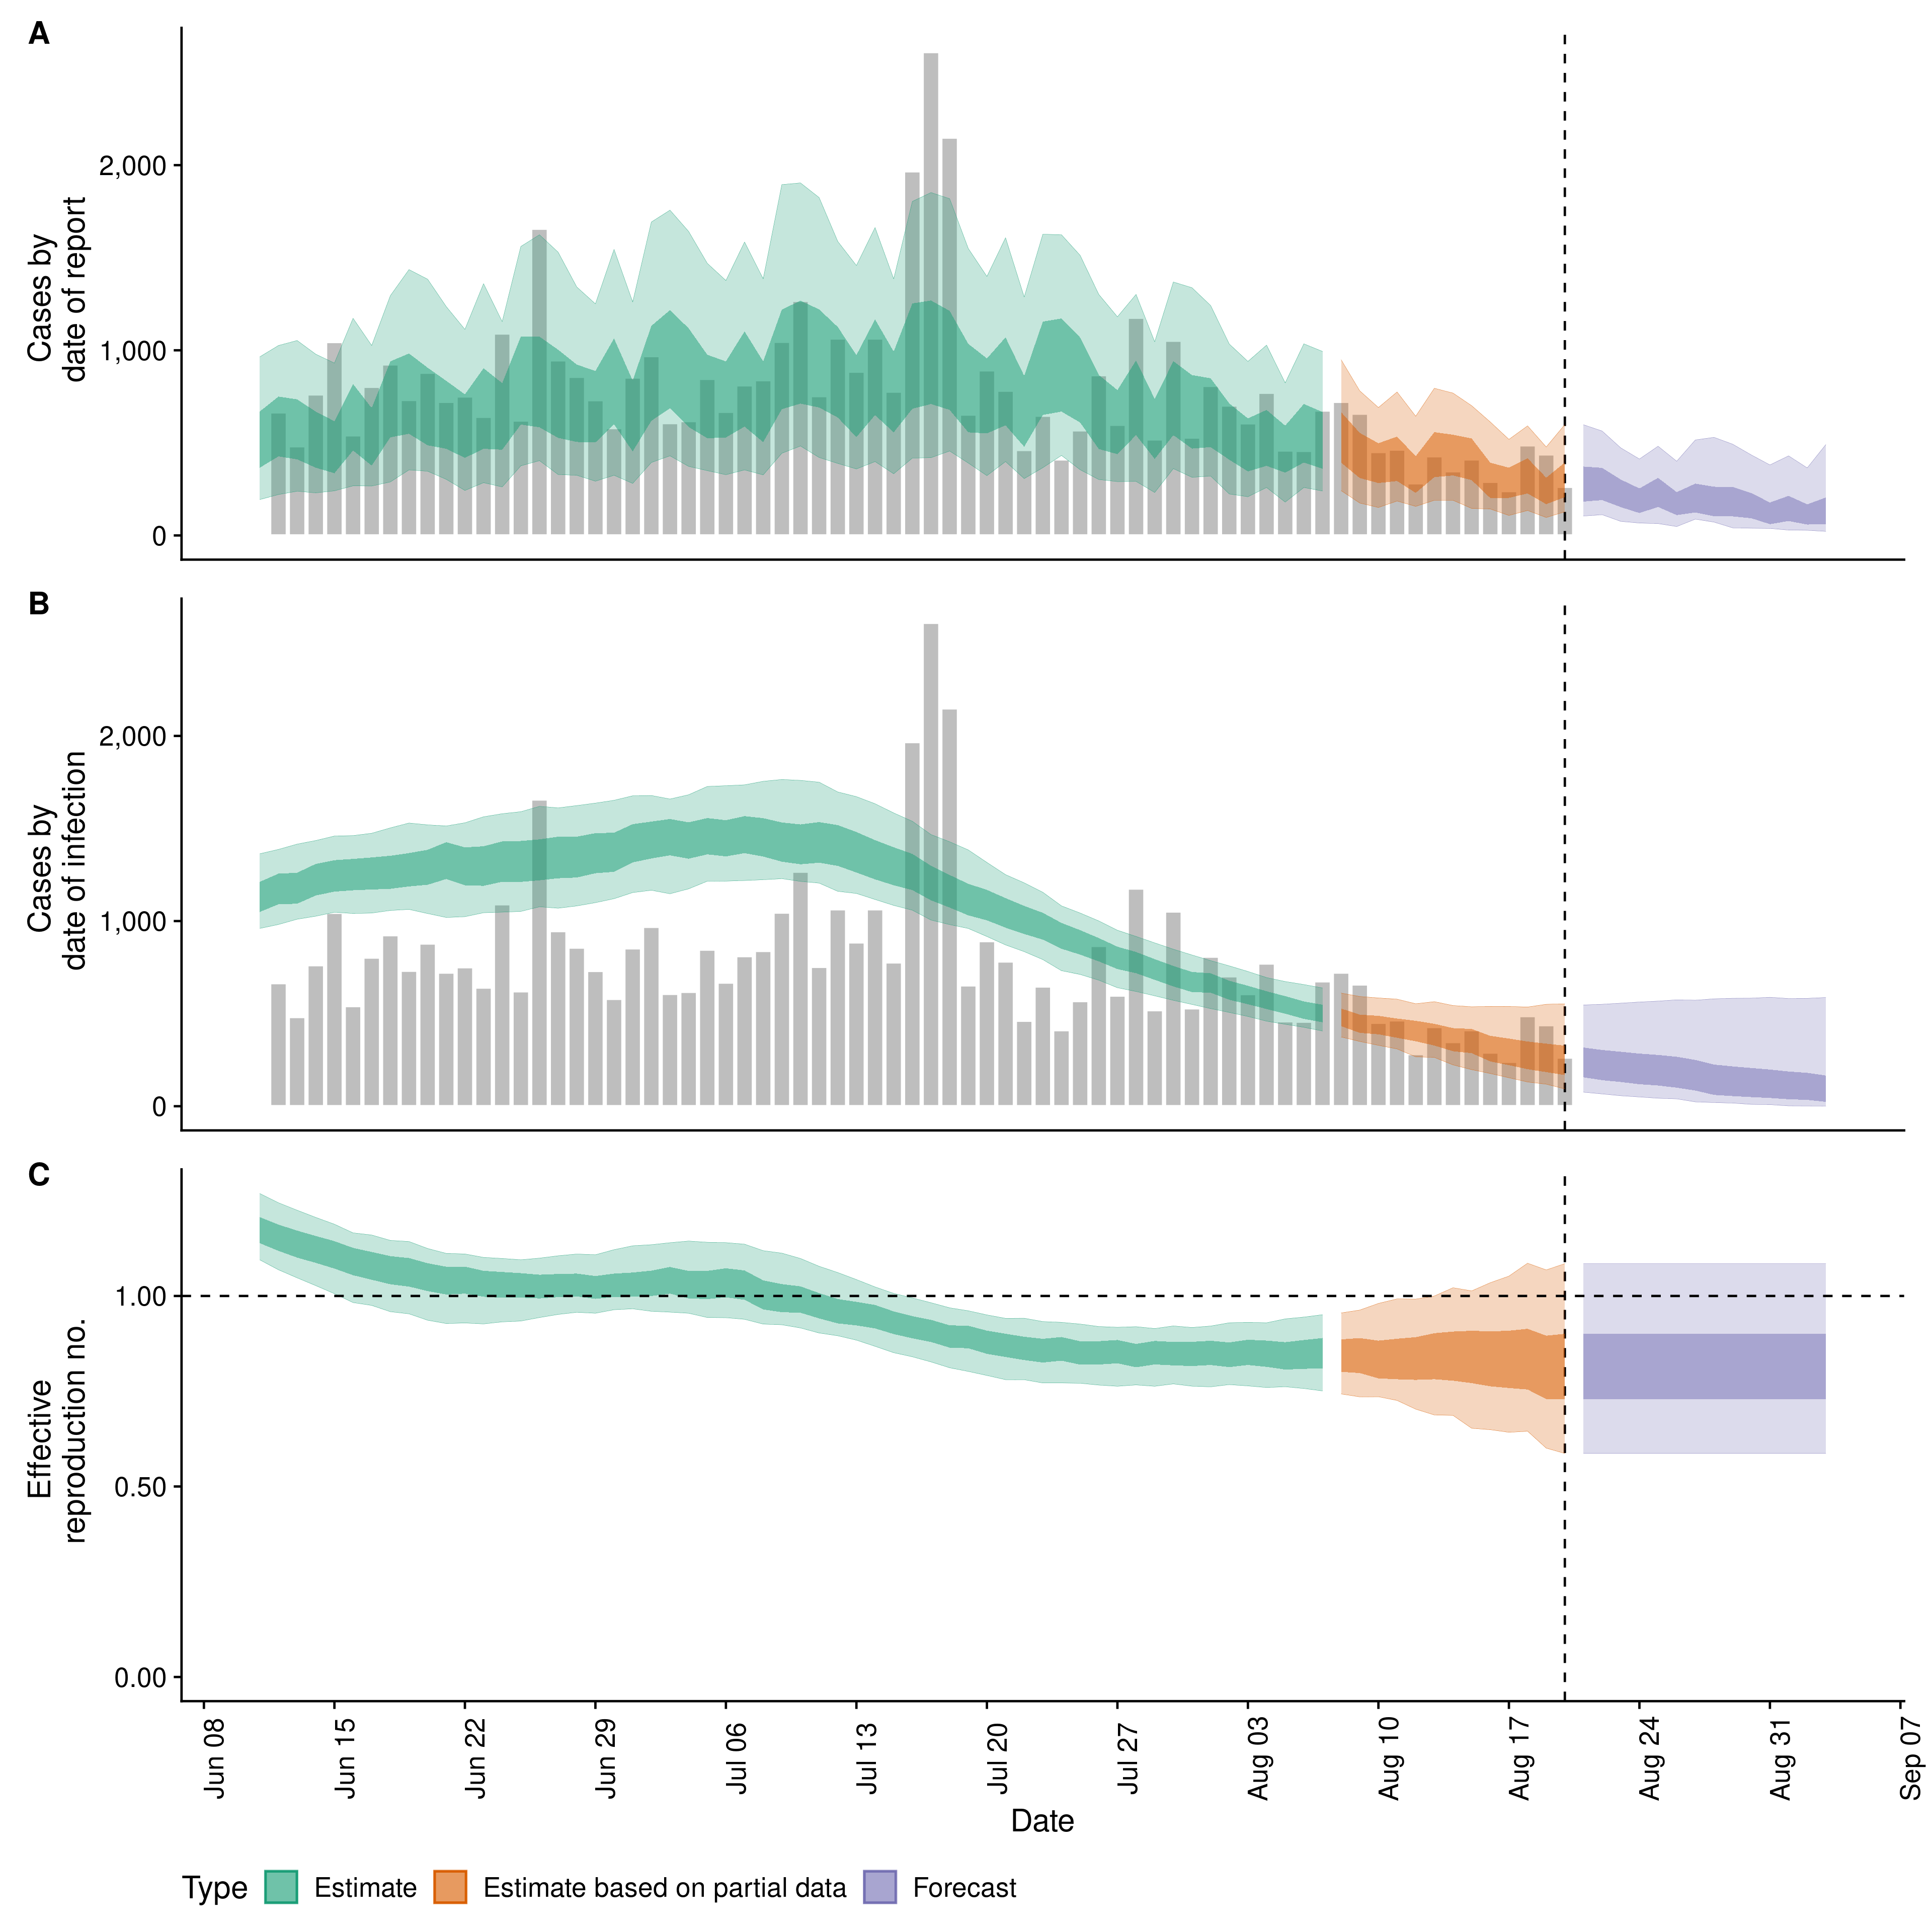 A
Cases by
date of report
2,000
1,000
0
B
Cases by
date of infection
2,000
1,000
0
C
Effective
reproduction no.
1.00
0.50
0.00
Jun 08
Jun 15
Jun 22
Jun 29
Jul 06
Jul 13
Jul 20
Jul 27
Aug 03
Aug 10
Aug 17
Aug 24
Aug 31
Sep 07
Date
Type Estimate Estimate based on partial data Forecast